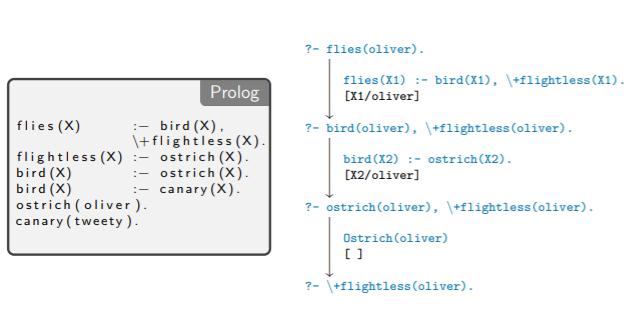 Prolog
flies(X) :- bird(X),
\+flightless(X).
flightless(X) :- ostrich(X).
bird(X) :- ostrich(X).
bird(X) :- canary(X).
ostrich(oliver).
canary(tweety).
?- flies(oliver).
flies(X1) :- bird(X1), \+flightless(X1).
[X1/oliver]
?- bird(oliver), \+flightless(oliver).
bird(X2) :- ostrich(X2).
[X2/oliver]
?- ostrich(oliver), \+flightless(oliver).
Ostrich(oliver)
[ ]
?- \+flightless(oliver).